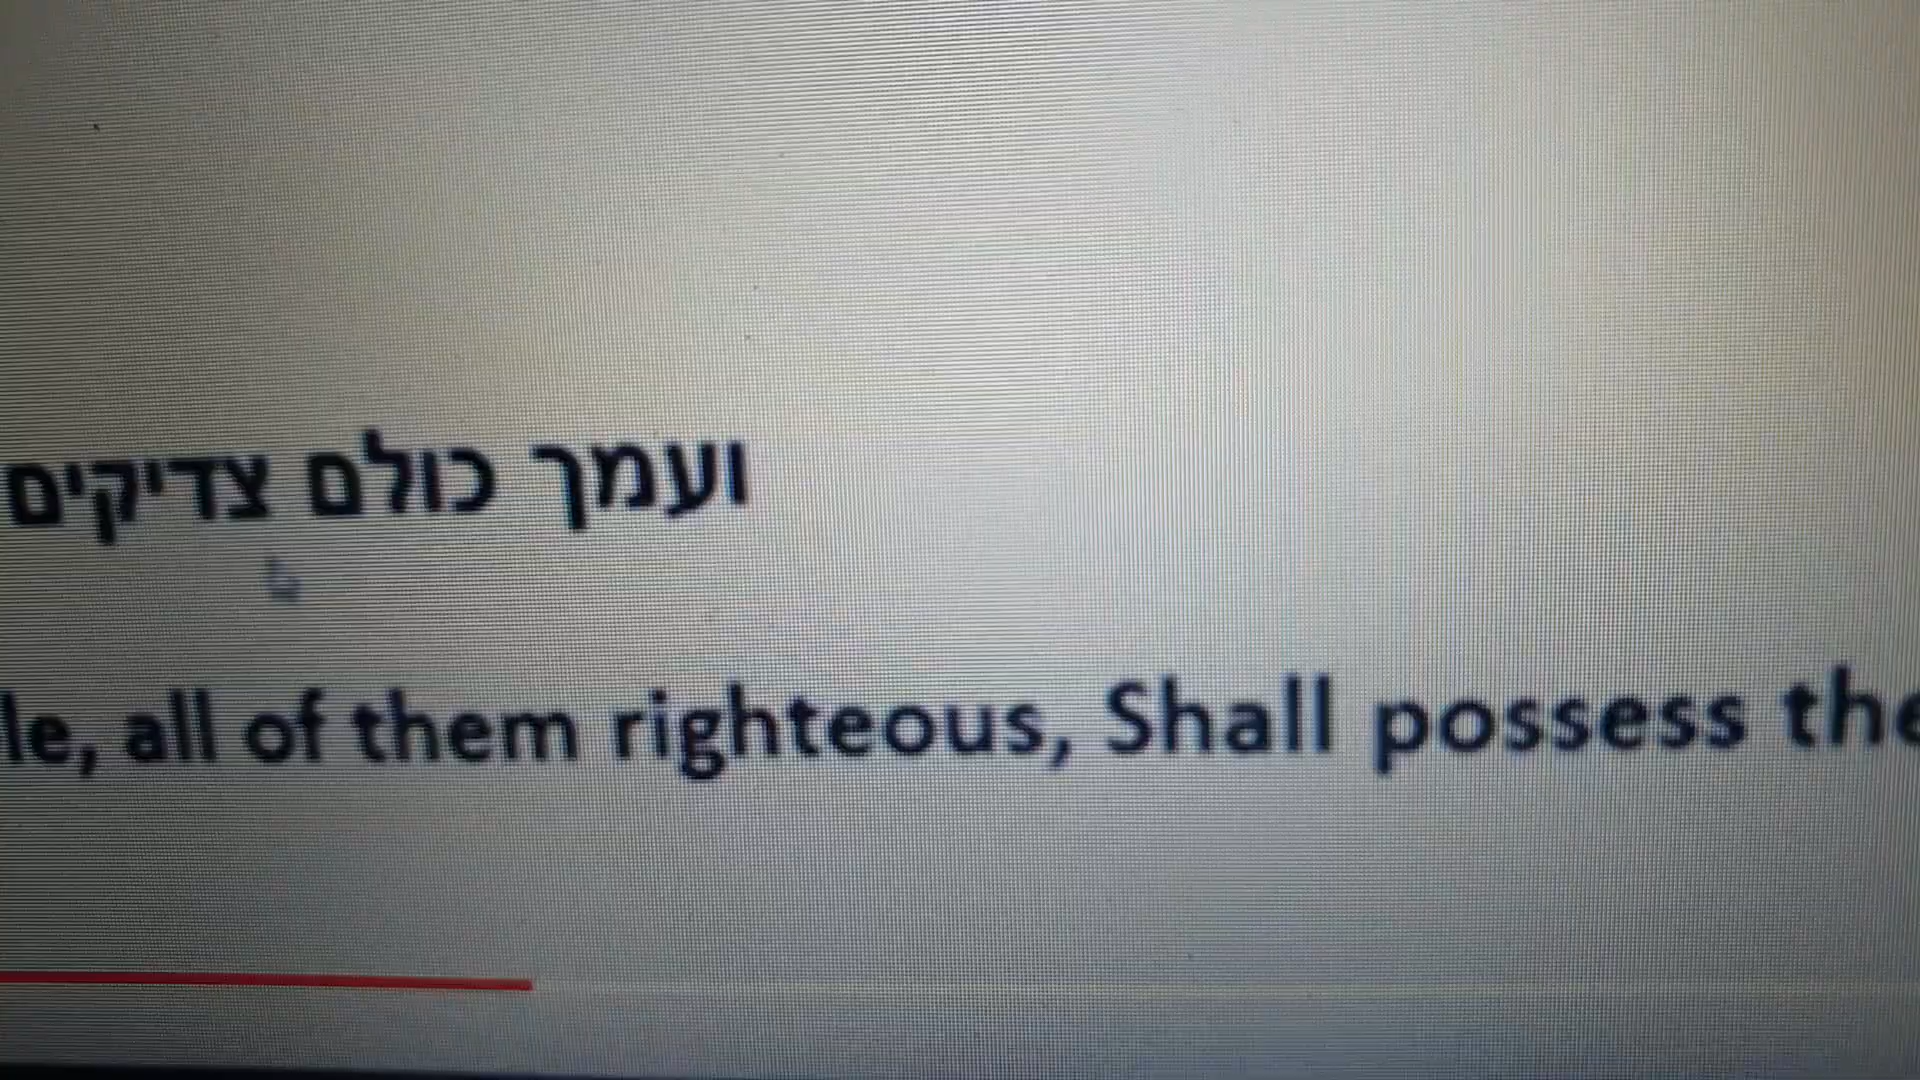 ועמך כולם צדיקים
le, all of them righteous, Shall possess the